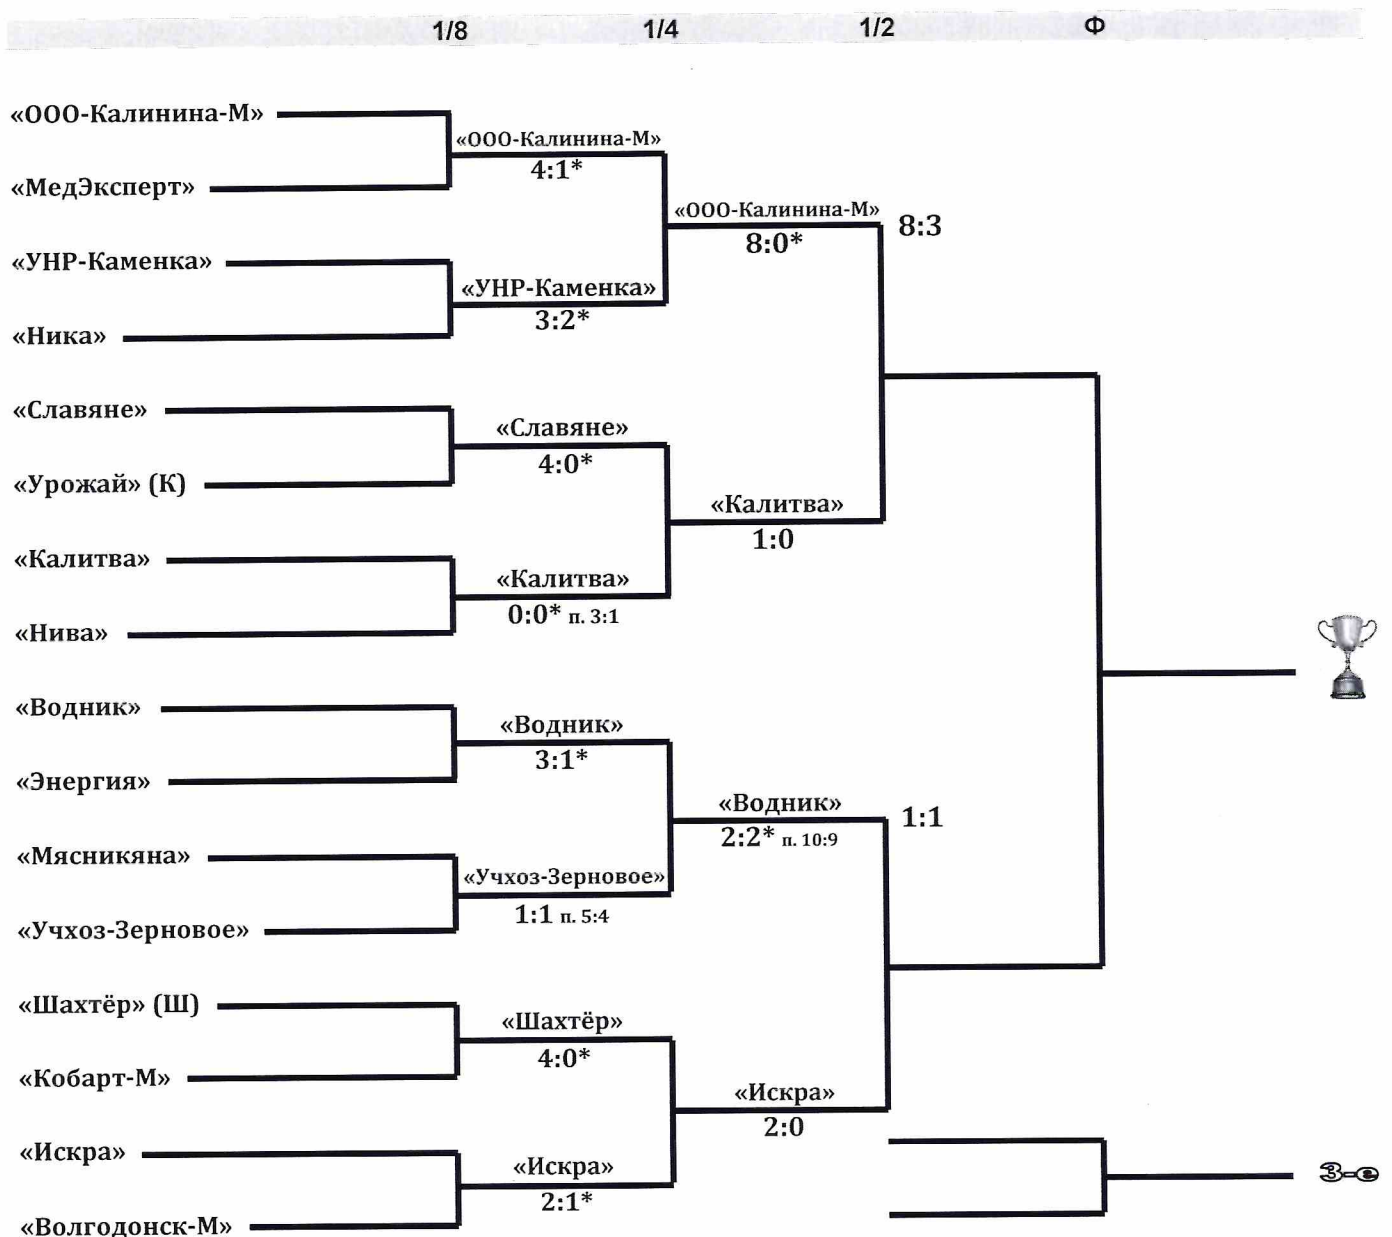 1/8 1/4 1/2 Ф
«ООО-Калинина-М»
«ООО-Калинина-М»
4:1*
«МедЭксперт»
«ООО-Калинина-М» 8:3
8:0*
«УНР-Каменка»
«УНР-Каменка»
3:2*
«Ника»
«Славяне»
«Славяне»
4:0*
«Урожай» (К)
«Калитва»
1:0
«Калитва»
«Калитва»
0:0* п. 3:1
«Нива»
«Водник»
«Водник»
3:1*
«Энергия»
«Водник» 1:1
2:2* п. 10:9
«Мясникяна»
«Учхоз-Зерновое»
1:1 п. 5:4
«Учхоз-Зерновое»
«Шахтёр» (Ш)
«Шахтёр»
4:0*
«Кобарт-М»
«Искра»
2:0
«Искра»
«Искра»
2:1*
3-е
«Волгодонск-М»